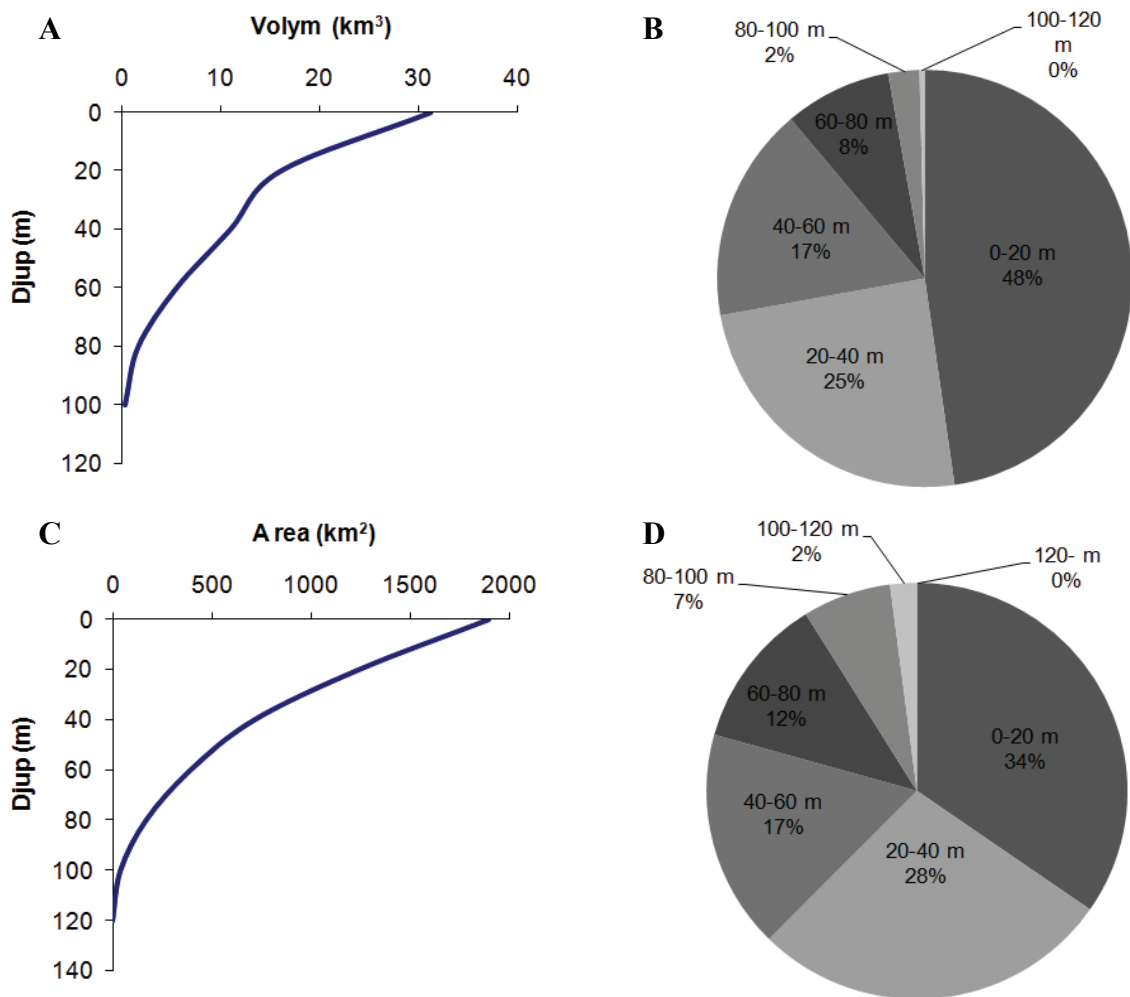 A
Volym (km³)
0 10 20 30 40
0
20
40
60
80
100
120
Djup (m)
B
80-100 m
2%
100-120
m
0%
60-80 m
8%
40-60 m
17%
0-20 m
48%
20-40 m
25%
C
Area (km²)
0 500 1000 1500 2000
0
20
40
60
80
100
120
140
Djup (m)
D
100-120 m
2%
120- m
0%
80-100 m
7%
60-80 m
12%
0-20 m
34%
40-60 m
17%
20-40 m
28%